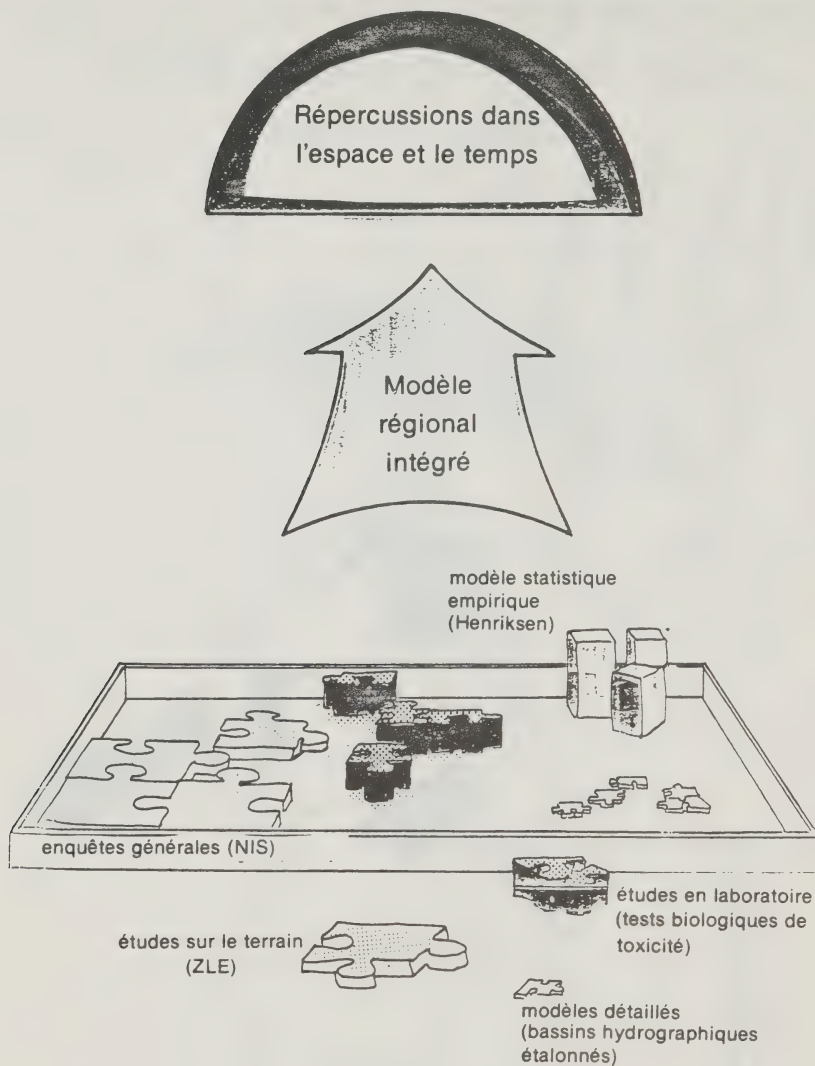 Répercussions dans
l'espace et le temps
Modèle
régional
intégré
modèle statistique
empirique
(Henriksen)
enquêtes générales (NIS)
études en laboratoire
(tests biologiques de
toxicité)
études sur le terrain
(ZLE)
modèles détaillés
(bassins hydrographiques
étalonnés)